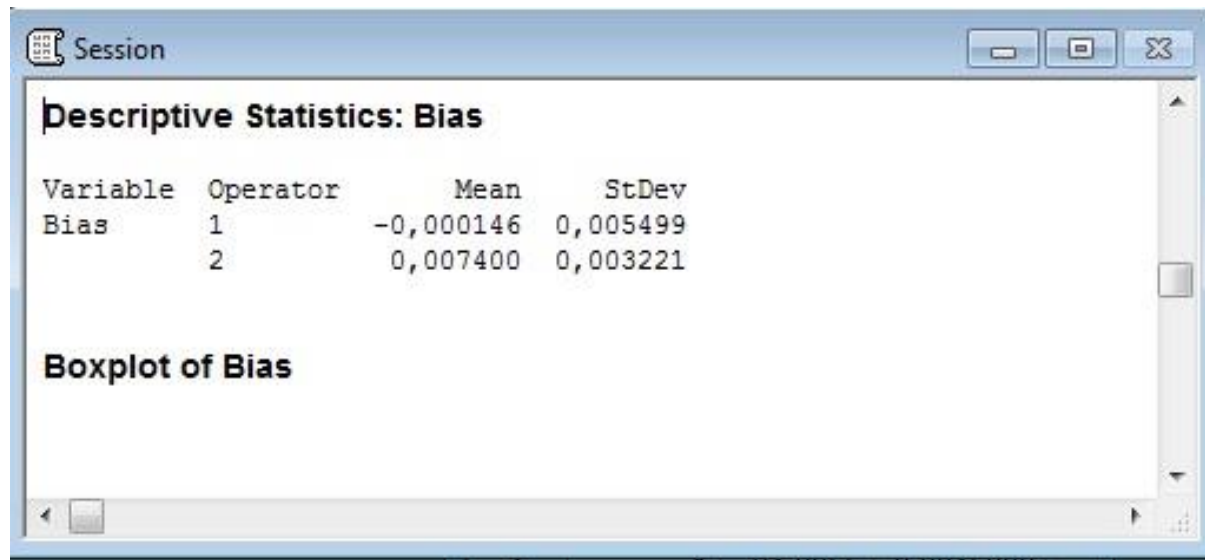 Session
Descriptive Statistics: Bias
Variable Operator Mean StDev
Bias 1 -0,000146 0,005499
2 0,007400 0,003221
Boxplot of Bias